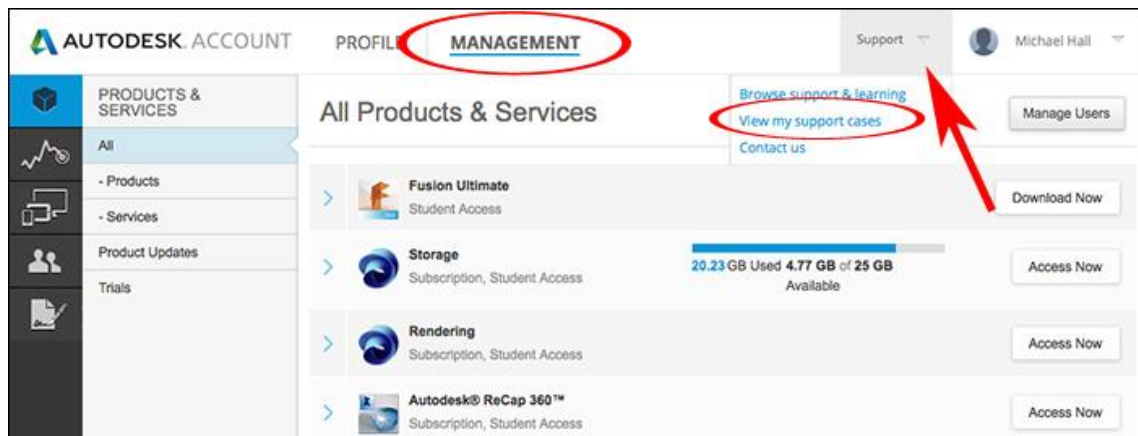 AUTODESK. ACCOUNT
PROFILE
MANAGEMENT
Support
Michael Hall
PRODUCTS &
SERVICES
All
- Products
- Services
Product Updates
Trials
All Products & Services
Browse support & learning
View my support cases
Contact us
Manage Users
Fusion Ultimate
Student Access
Download Now
Storage
Subscription, Student Access
20.23 GB Used 4.77 GB of 25 GB
Available
Access Now
Rendering
Subscription, Student Access
Access Now
Autodesk® ReCap 360™
Subscription, Student Access
Access Now